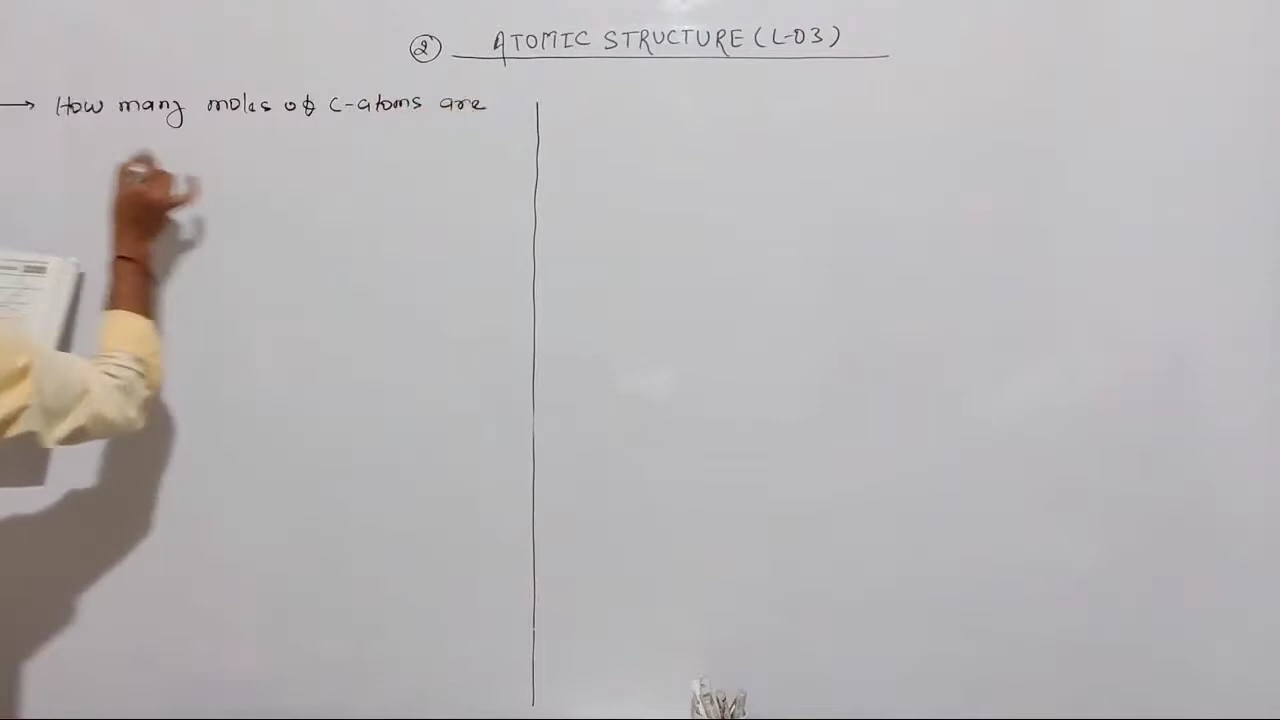 ② ATOMIC STRUCTURE (L-03)
→ How many moles of C-atoms are